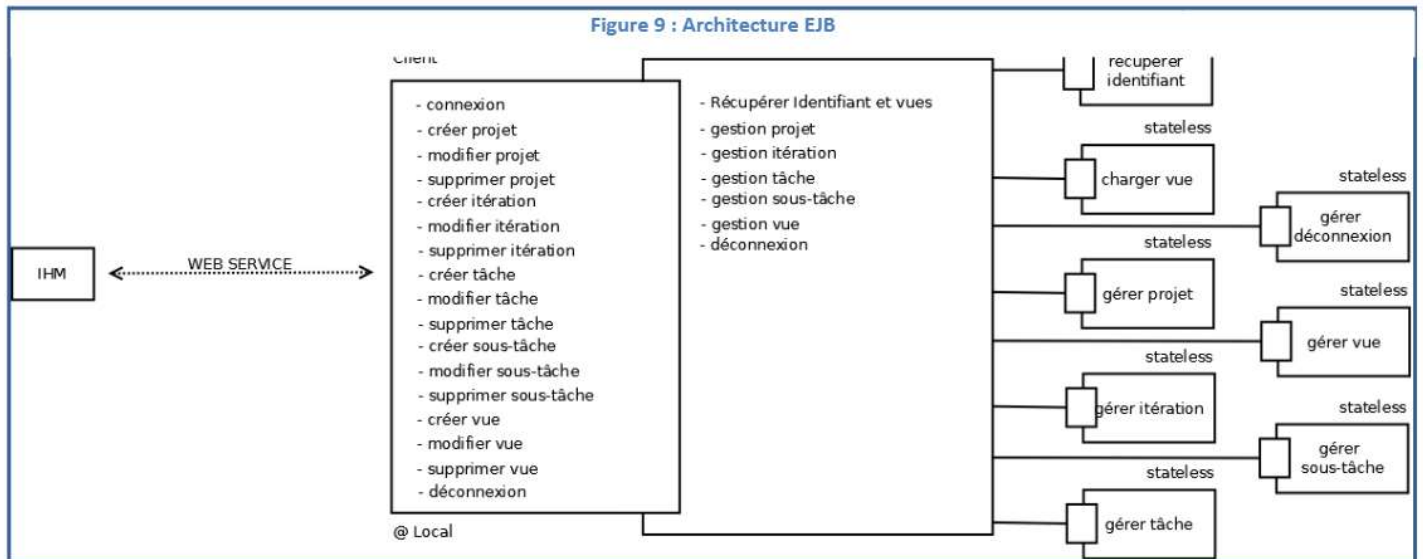 Figure 9 : Architecture EJB
Client
- connexion
- créer projet
- modifier projet
- supprimer projet
- créer itération
- modifier itération
- supprimer itération
- créer tâche
- modifier tâche
- supprimer tâche
- créer sous-tâche
- modifier sous-tâche
- supprimer sous-tâche
- créer vue
- modifier vue
- supprimer vue
- déconnexion
@ Local
- Récupérer Identifiant et vues
- gestion projet
- gestion itération
- gestion tâche
- gestion sous-tâche
- gestion vue
- déconnexion
IHM
WEB SERVICE
récupérer
identifiant
stateless
charger vue
stateless
gérer
déconnexion
stateless
gérer projet
stateless
gérer vue
stateless
gérer itération
stateless
gérer
sous-tâche
stateless
gérer tâche